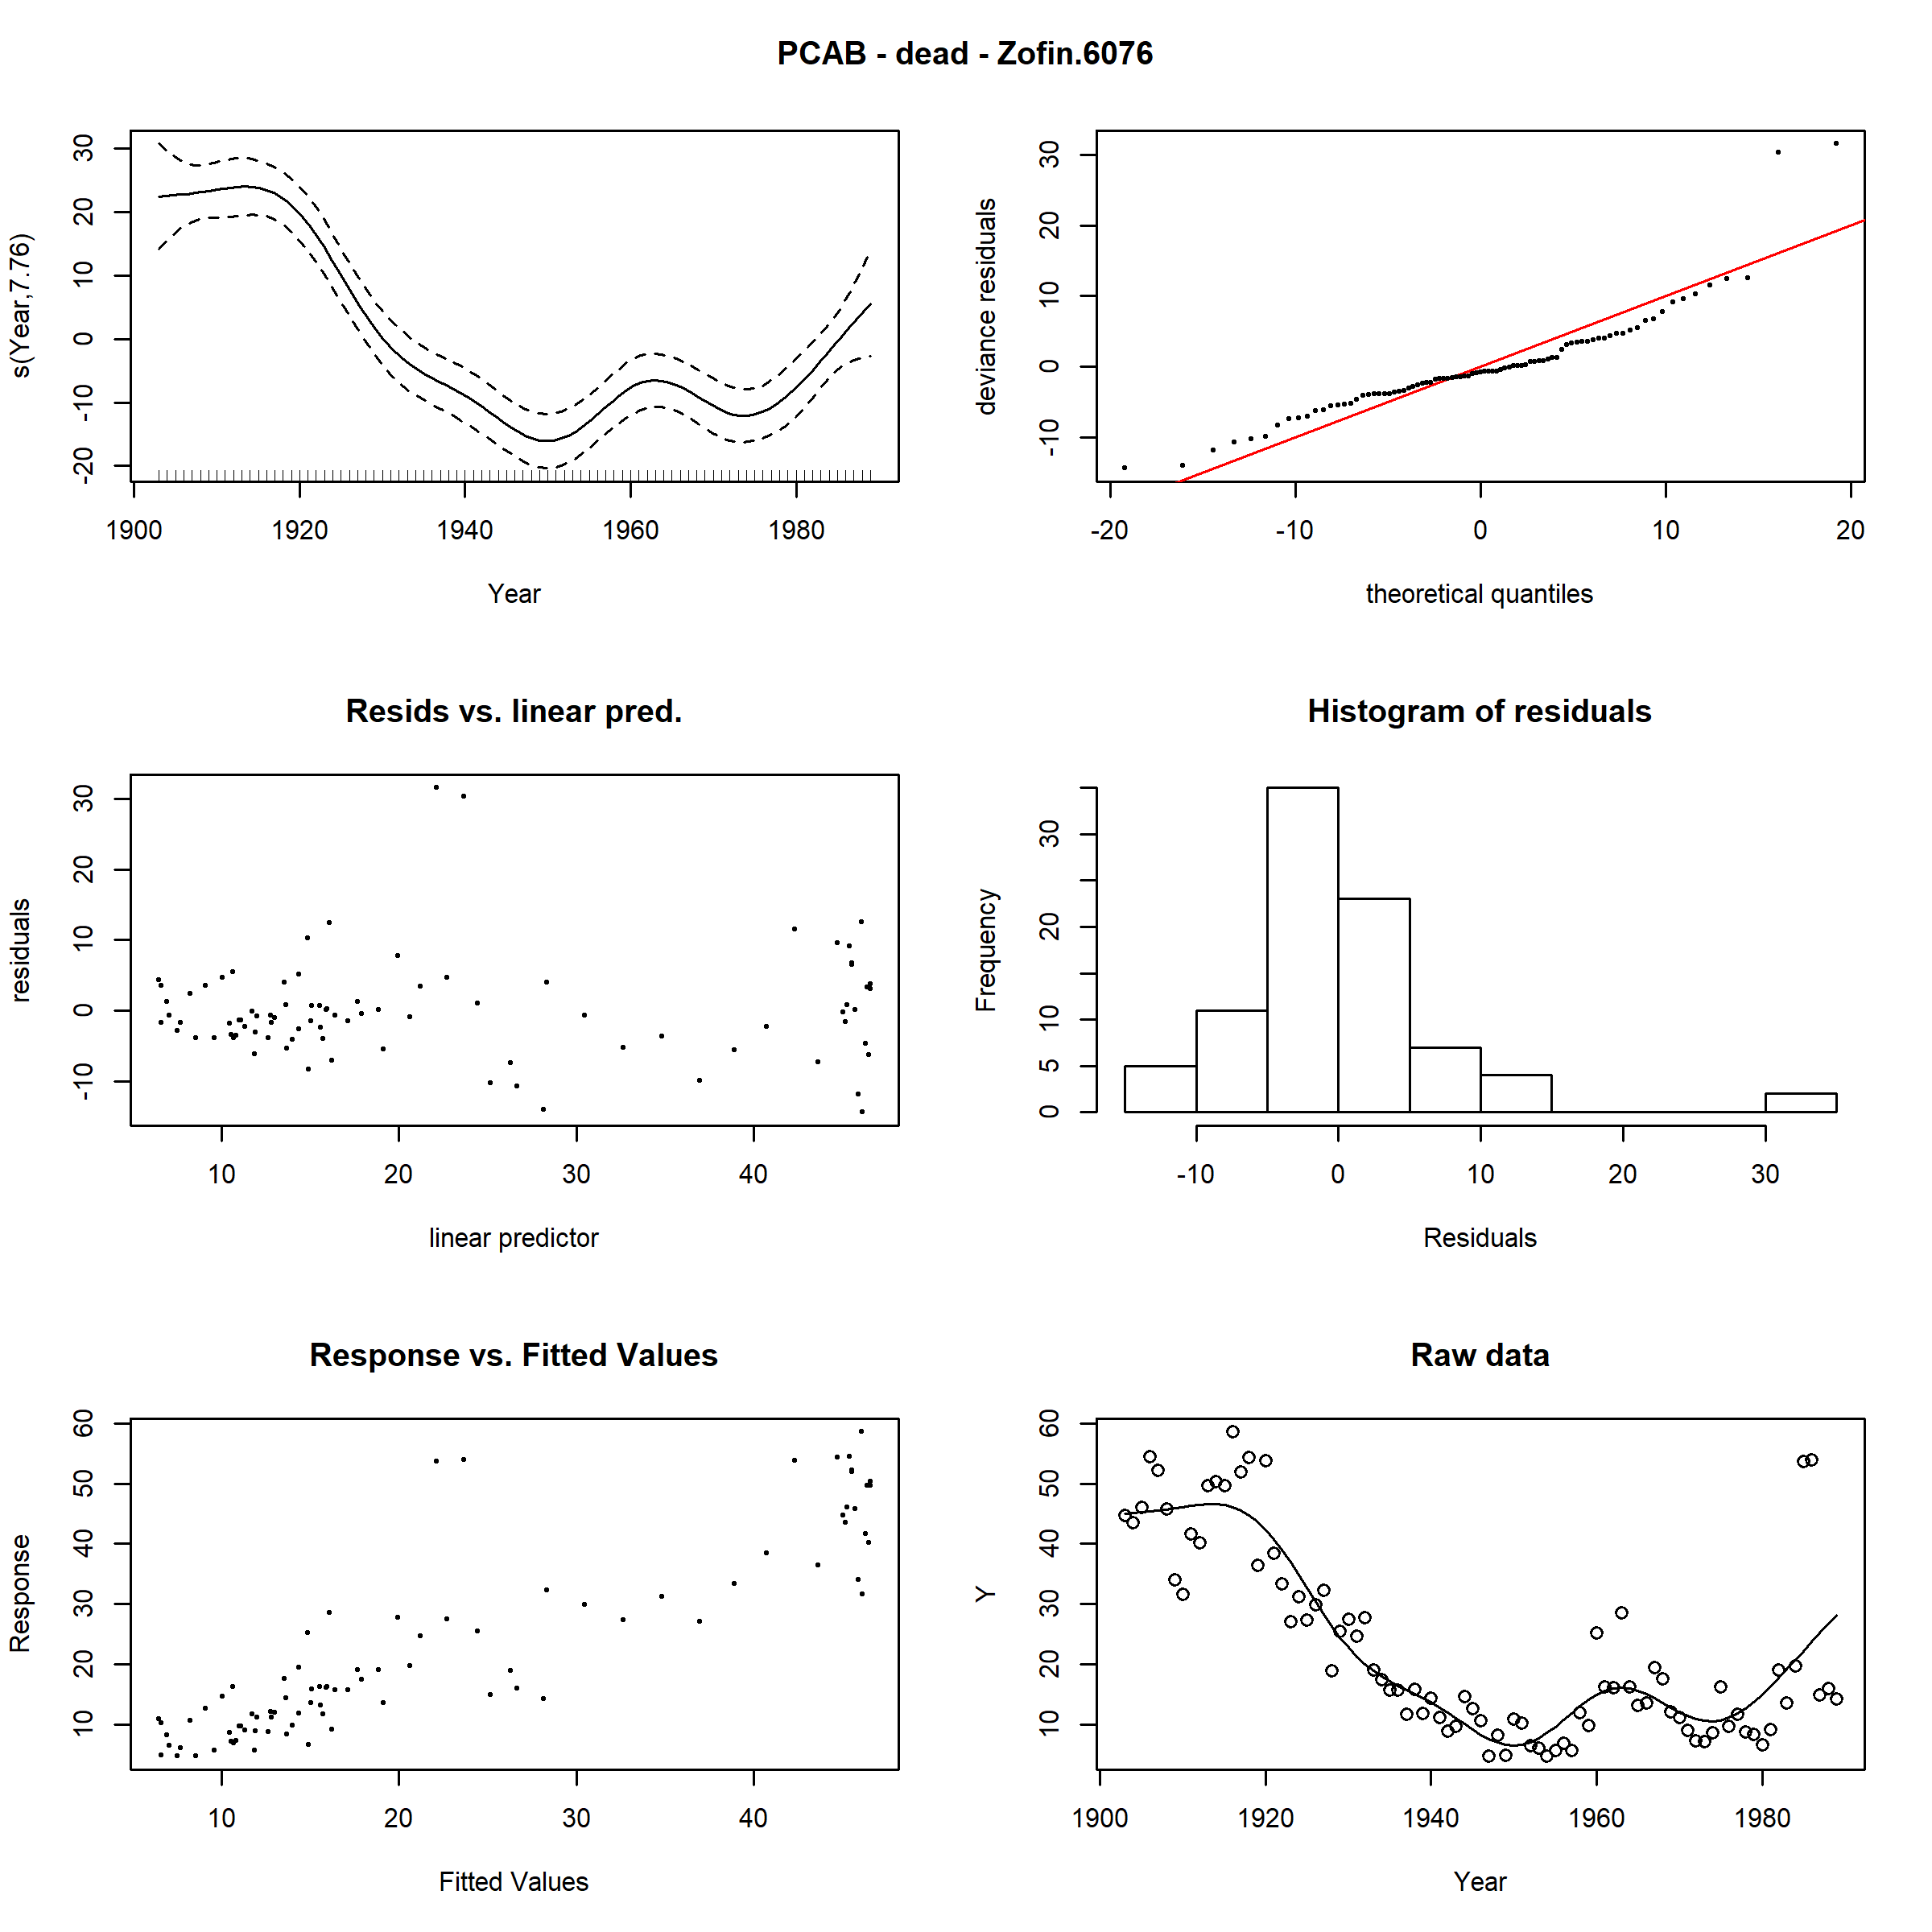 PCAB - dead - Zofin.6076
s(Year,7.76)
30
20
10
0
-10
-20
1900 1920 1940 1960 1980
Year
deviance residuals
30
20
10
0
-10
-20 -10 0 10 20
theoretical quantiles
Resids vs. linear pred.
residuals
30
20
10
0
-10
10 20 30 40
linear predictor
Histogram of residuals
Frequency
30
20
10
5
0
-10 0 10 20 30
Residuals
Response vs. Fitted Values
Response
60
50
40
30
20
10
10 20 30 40
Fitted Values
Raw data
Y
60
50
40
30
20
10
1900 1920 1940 1960 1980
Year